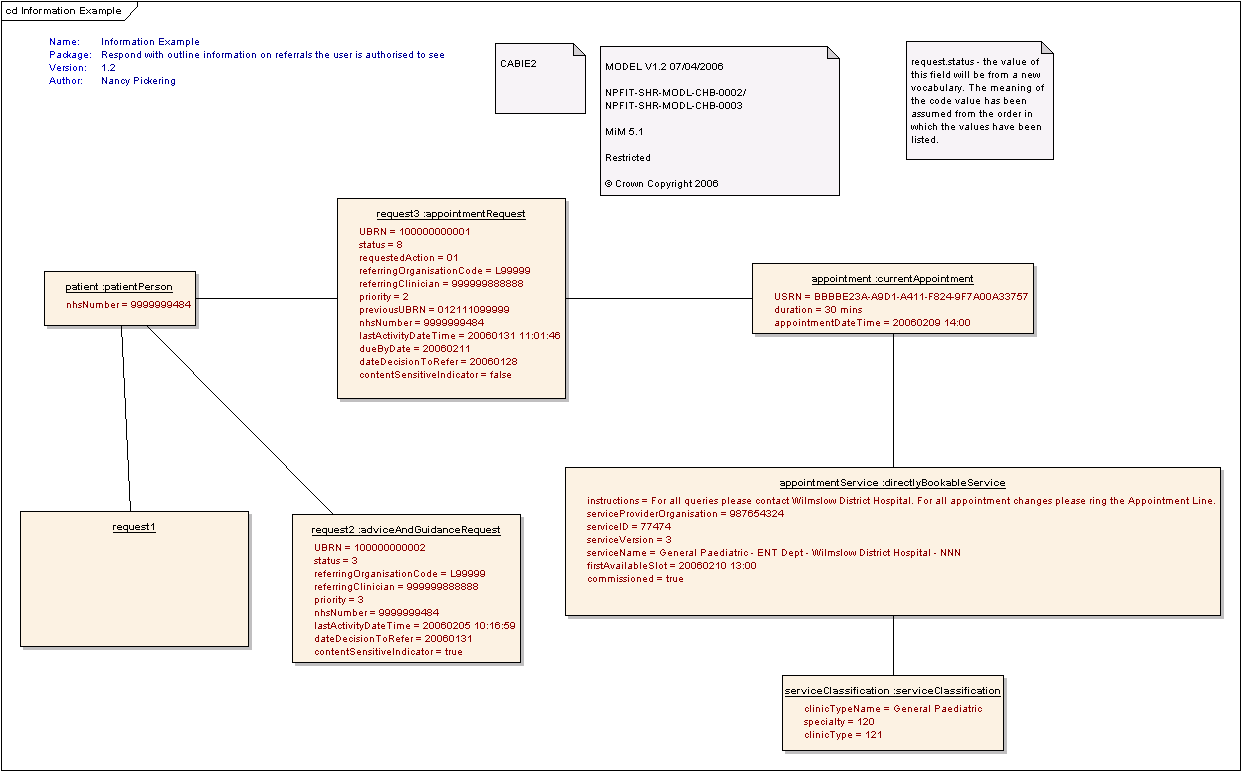 cd Information Example
Name: Information Example
Package: Respond with outline information on referrals the user is authorised to see
Version: 1.2
Author: Nancy Pickering
CABIE2
MODEL V1.2 07/04/2006
NPFIT-SHR-MODL-CHB-0002/
NPFIT-SHR-MODL-CHB-0003
MiM 5.1
Restricted
© Crown Copyright 2006
request.status - the value of
this field will be from a new
vocabulary. The meaning of
the code value has been
assumed from the order in
which the values have been
listed.
request3 :appointmentRequest
UBRN = 100000000001
status = 8
requestedAction = 01
referringOrganisationCode = L99999
referringClinician = 999999888888
priority = 2
previousUBRN = 012111099999
nhsNumber = 9999999484
lastActivityDateTime = 20060131 11:01:46
dueByDate = 20060211
dateDecisionToRefer = 20060128
contentSensitiveIndicator = false
patient :patientPerson
nhsNumber = 9999999484
appointment :currentAppointment
USRN = BBBBE23A-A9D1-A411-F824-9F7A00A33757
duration = 30 mins
appointmentDateTime = 20060209 14:00
appointmentService :directlyBookableService
instructions = For all queries please contact Wilmslow District Hospital. For all appointment changes please ring the Appointment Line.
serviceProviderOrganisation = 987654324
serviceID = 77474
serviceVersion = 3
serviceName = General Paediatric - ENT Dept - Wilmslow District Hospital - NNN
firstAvailableSlot = 20060210 13:00
commissioned = true
request1
request2 :adviceAndGuidanceRequest
UBRN = 100000000002
status = 3
referringOrganisationCode = L99999
referringClinician = 999999888888
priority = 3
nhsNumber = 9999999484
lastActivityDateTime = 20060205 10:16:59
dateDecisionToRefer = 20060131
contentSensitiveIndicator = true
serviceClassification :serviceClassification
clinicTypeName = General Paediatric
specialty = 120
clinicType = 121